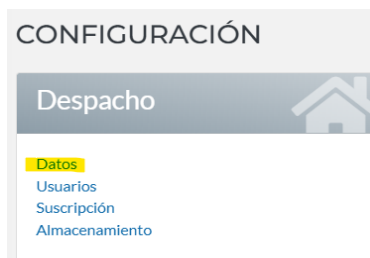 CONFIGURACIÓN
Despacho
Datos
Usuarios
Suscripción
Almacenamiento